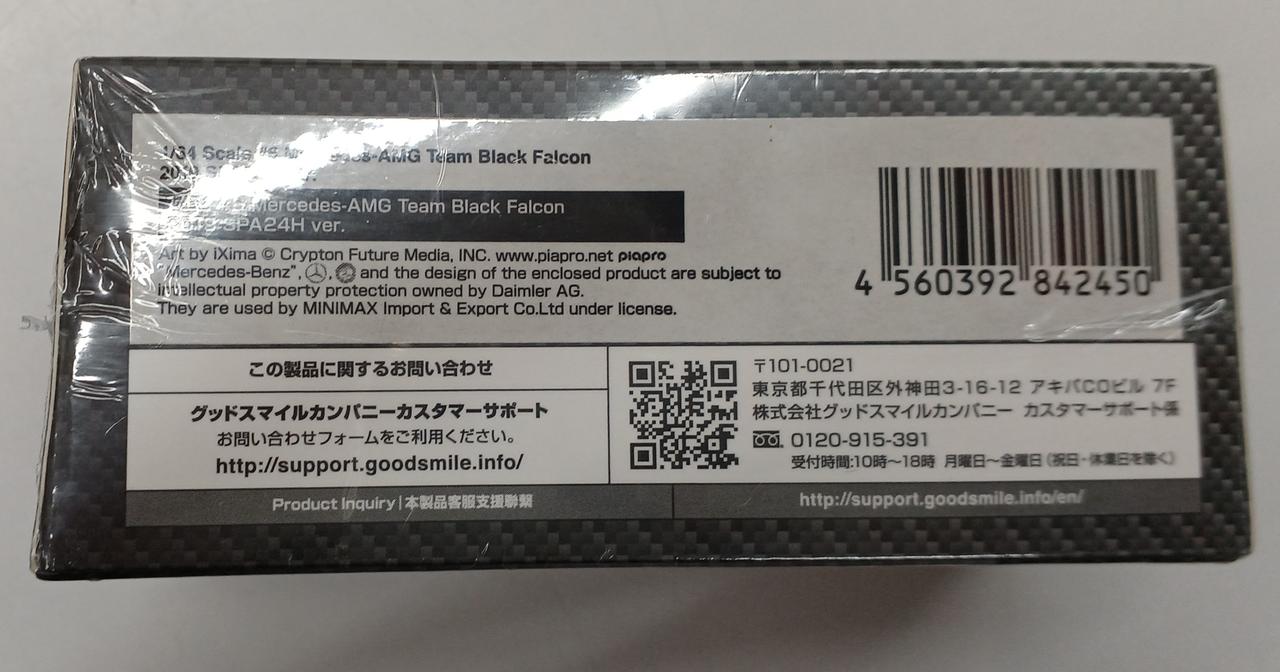 Scale Team Black Falcon
Mercedes-AMG Team Black Falcon
SPA24H ver.
Art by iXima © Crypton Future Media, INC. www.piapro.net piapro
"Mercedes-Benz", and the design of the enclosed product are subject to
intellectual property protection owned by Daimler AG.
They are used by MINIMAX Import & Export Co.Ltd under license.
4 560392 842450
この製品に関するお問い合わせ
グッドスマイルカンパニーカスタマーサポート
お問い合わせフォームをご利用ください。
http://support.goodsmile.info/
〒101-0021
東京都千代田区外神田3-16-12 アキバCOビル 7F
株式会社グッドスマイルカンパニー カスタマーサポート係
0120-915-391
受付時間:10時～18時 月曜日～金曜日(祝日・休業日を除く)
Product Inquiry|本製品客服支援聯繫
http://support.goodsmile.info/en/